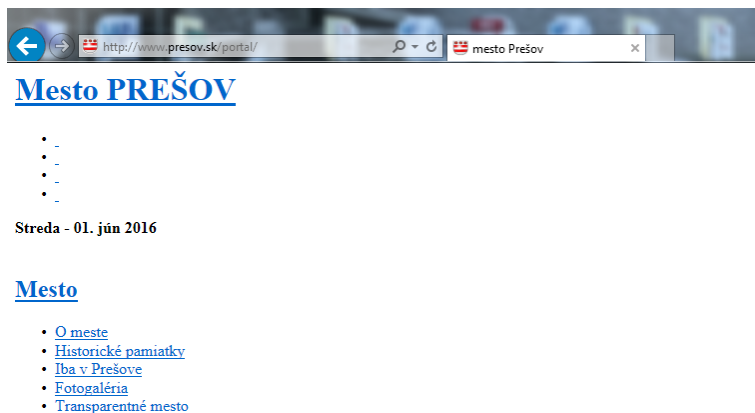 http://www.presov.sk/portal/
mesto Prešov
Mesto PREŠOV
Streda - 01. jún 2016
Mesto
O meste
Historické pamiatky
Iba v Prešove
Fotogaléria
Transparentné mesto